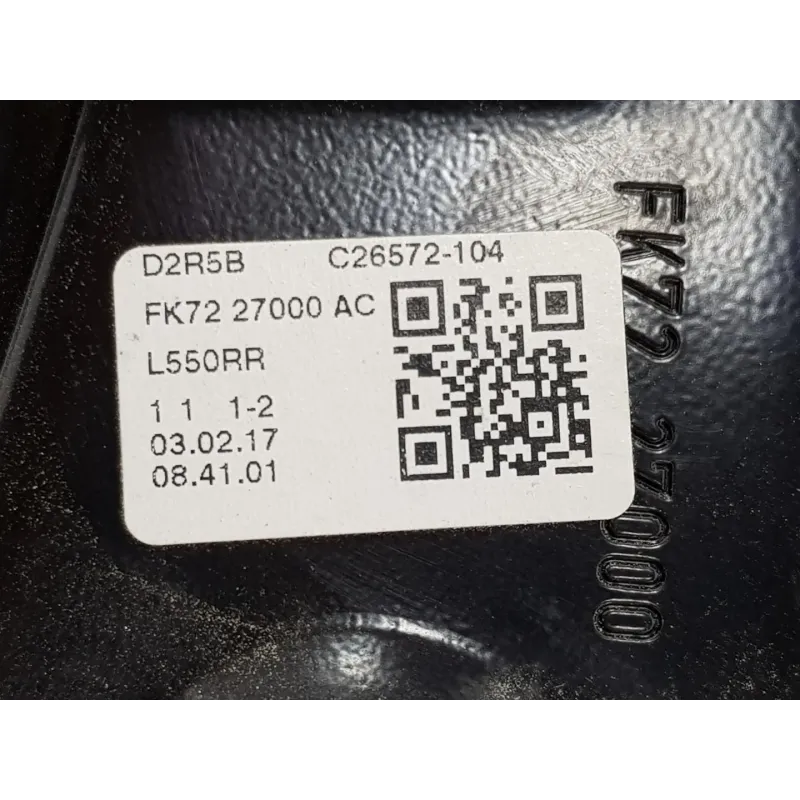 D2R5B C26572-104
FK72 27000 AC
L550RR
1 1 1-2
03.02.17
08.41.01
FK72 27000